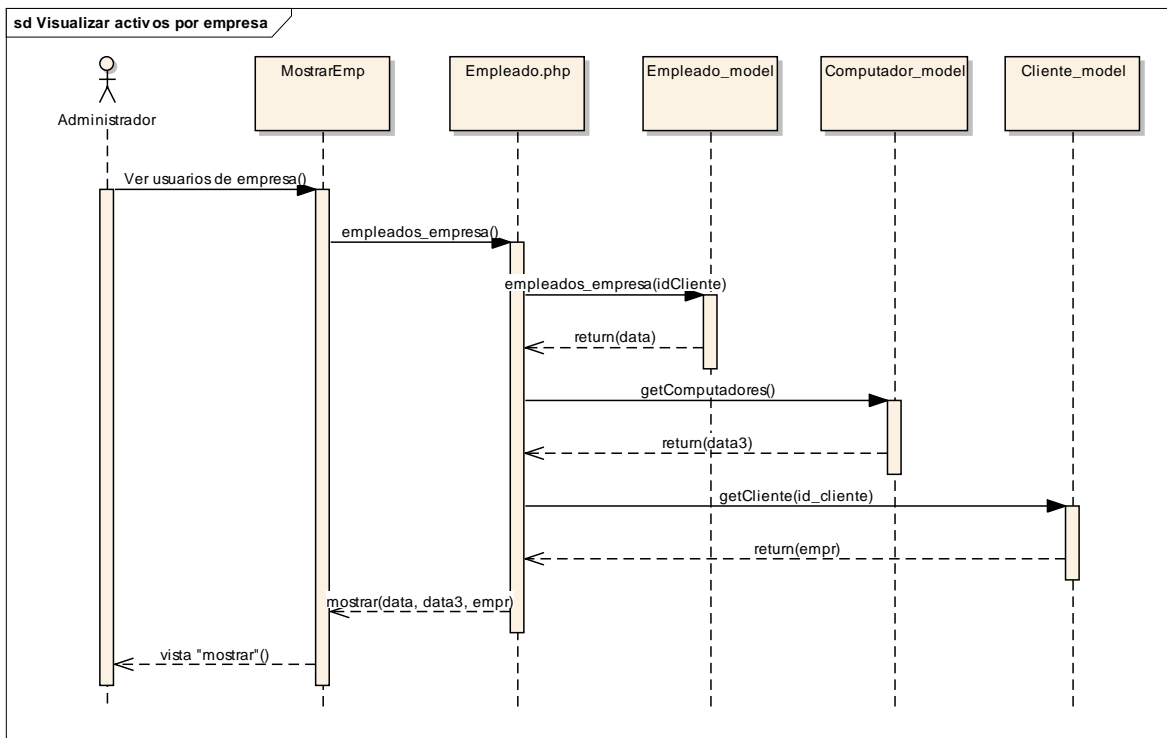 sd Visualizar activos por empresa
Administrador
MostrarEmp
Empleado.php
Empleado_model
Computador_model
Cliente_model
Ver usuarios de empresa()
empleados_empresa()
empleados_empresa(idCliente)
return(data)
getComputadores()
return(data3)
getCliente(id_cliente)
return(empr)
mostrar(data, data3, empr)
vista "mostrar"()